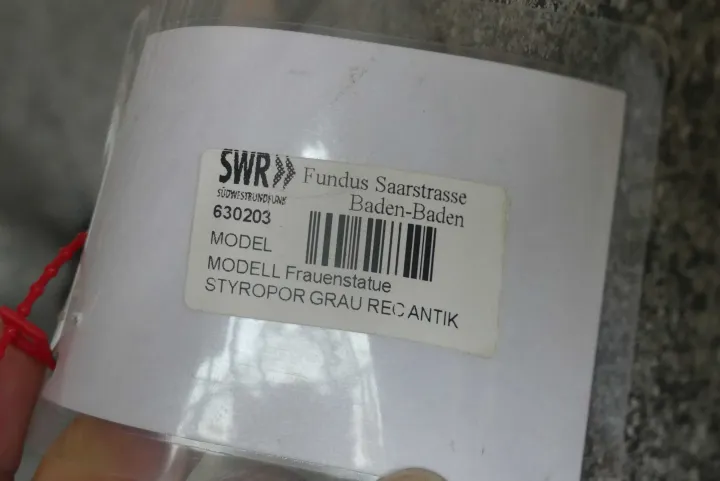 SWR» Fundus Saarstrasse
SÜDWESTRUNDFUNK Baden-Baden
630203
MODEL
MODELL Frauenstatue
STYROPOR GRAU REC ANTIK